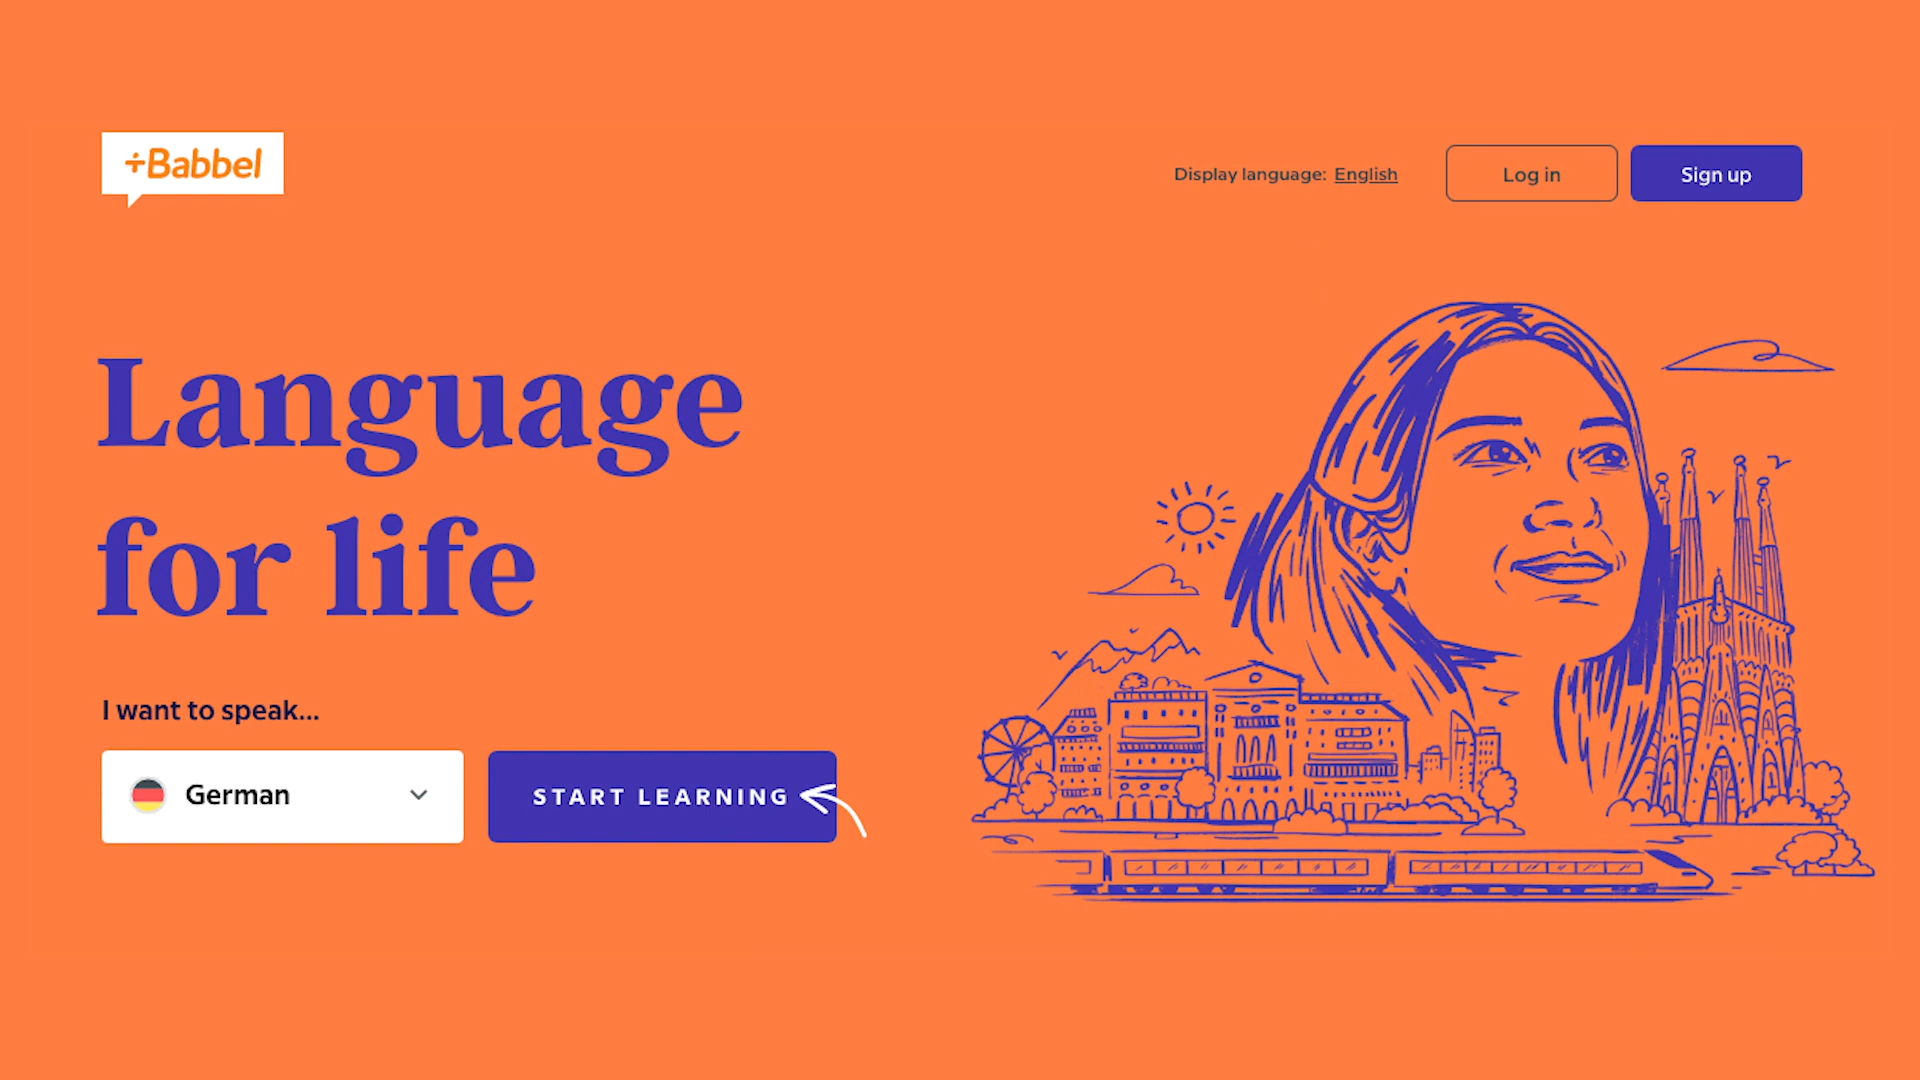 +Babbel
Display language: English
Log in
Sign up
Language
for life
I want to speak...
German
START LEARNING